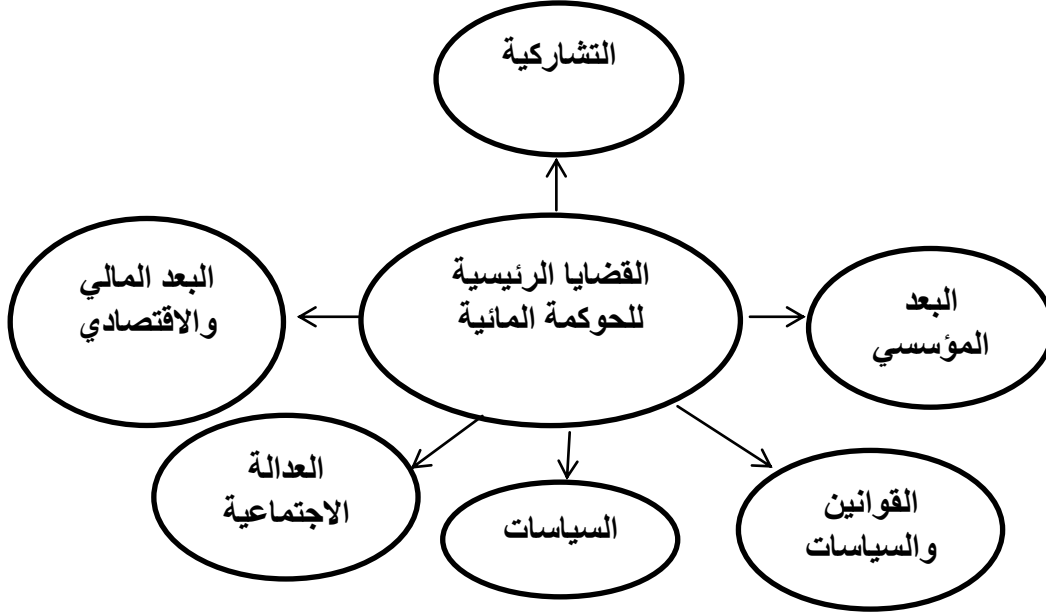 التشاركية
القضايا الرئيسية
للحوكمة المائية
البعد
المؤسسي
البعد المالي
والاقتصادي
القوانين
والسياسات
السياسات
العدالة
الاجتماعية